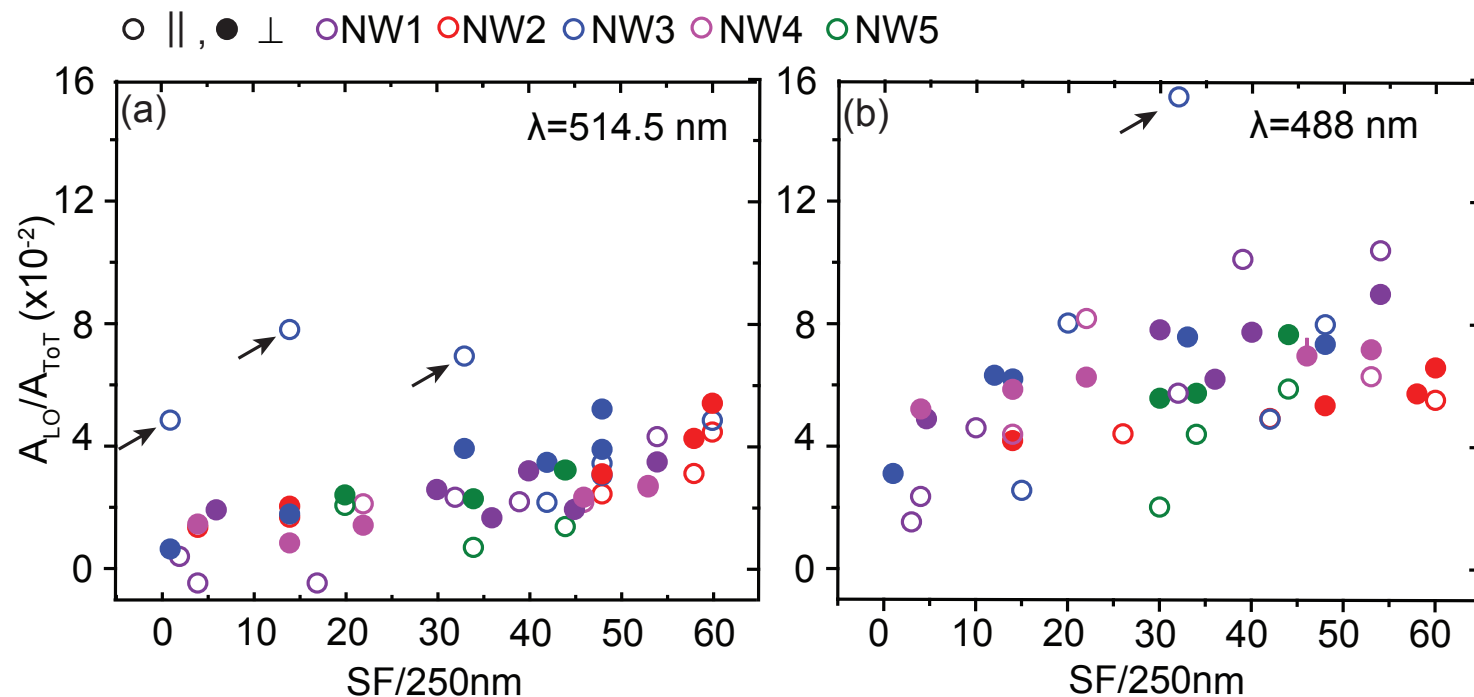 || , ⊥ NW1 NW2 NW3 NW4 NW5
(a)
λ=514.5 nm
16
12
8
4
0
A_LO/A_ToT (x10^-2)
0 10 20 30 40 50 60
SF/250nm
(b)
λ=488 nm
16
12
8
4
0
0 10 20 30 40 50 60
SF/250nm